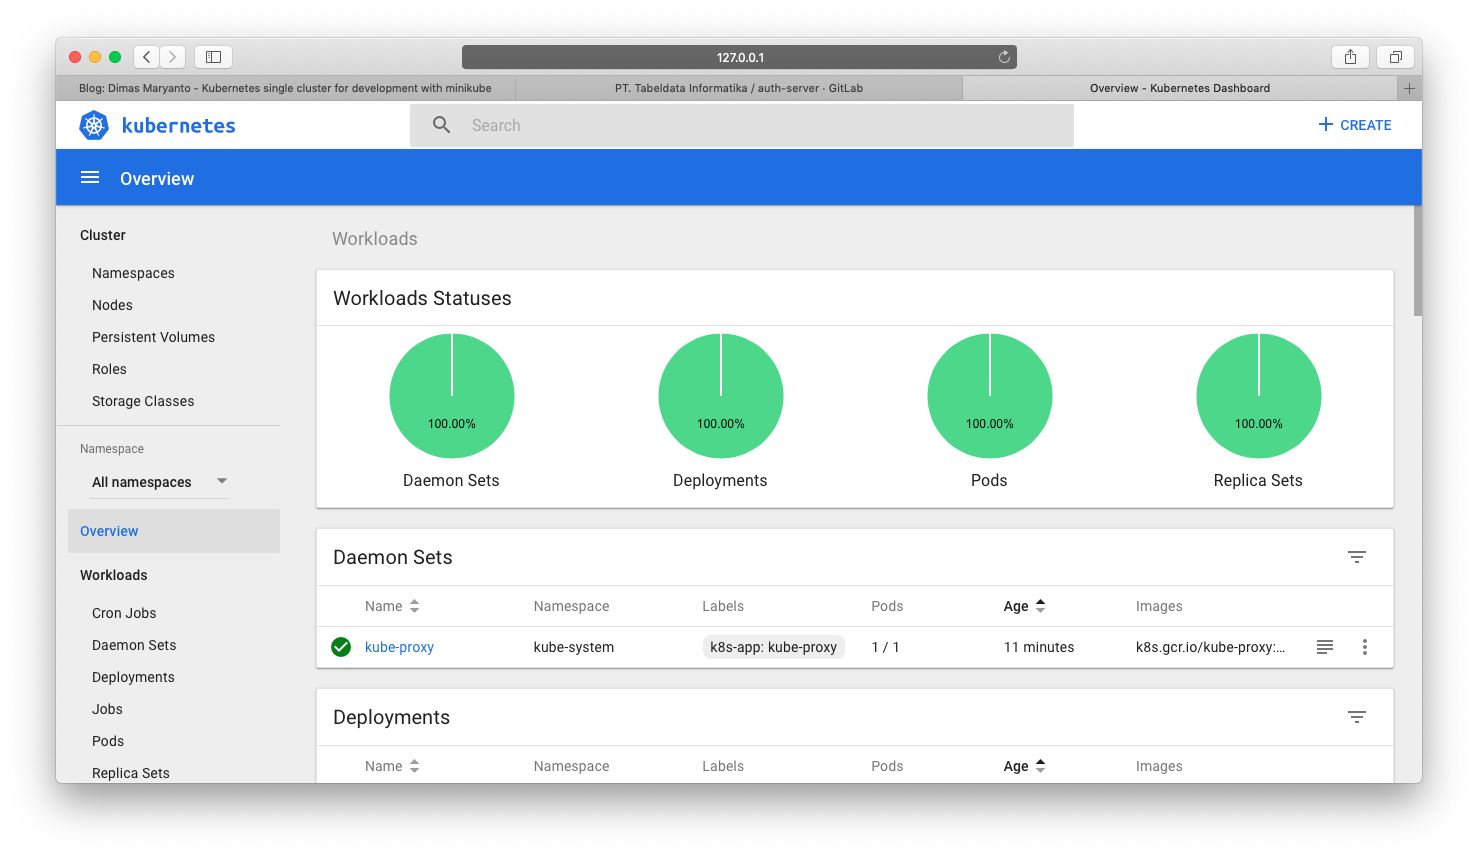 127.0.0.1
Blog: Dimas Maryanto - Kubernetes single cluster for development with minikube
PT. Tabeldata Informatika / auth-server · GitLab
Overview - Kubernetes Dashboard
kubernetes
Search
+ CREATE
Overview
Cluster
Namespaces
Nodes
Persistent Volumes
Roles
Storage Classes
Namespace
All namespaces
Overview
Workloads
Cron Jobs
Daemon Sets
Deployments
Jobs
Pods
Replica Sets
Workloads
Workloads Statuses
100.00% 100.00% 100.00% 100.00%
Daemon Sets Deployments Pods Replica Sets
Daemon Sets
Name Namespace Labels Pods Age Images
kube-proxy kube-system k8s-app: kube-proxy 1 / 1 11 minutes k8s.gcr.io/kube-proxy:...
Deployments
Name Namespace Labels Pods Age Images